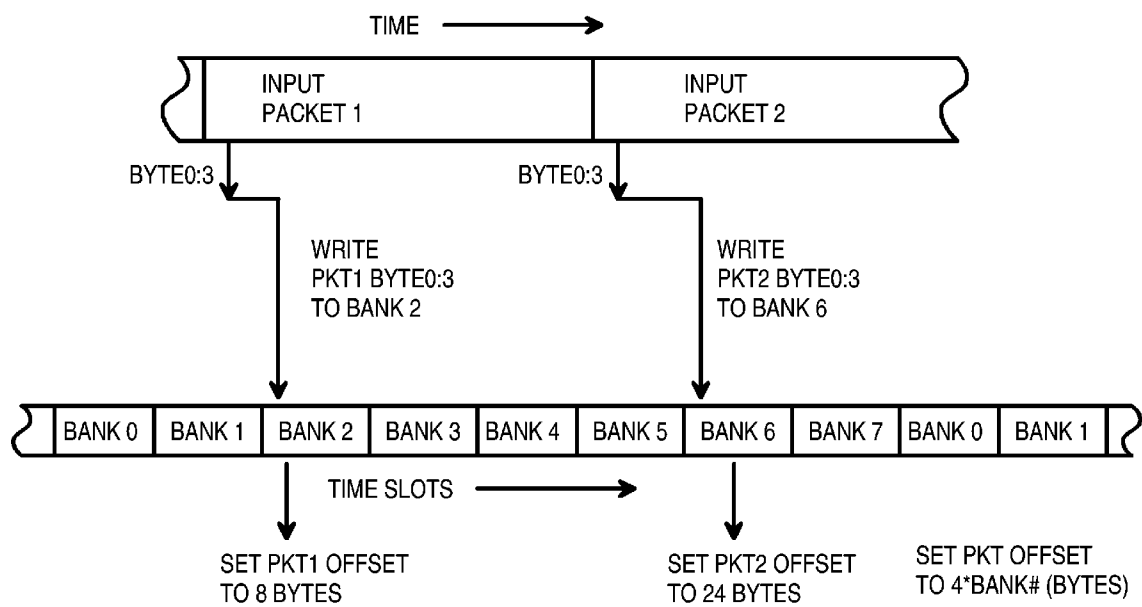 TIME
INPUT
PACKET 1
INPUT
PACKET 2
BYTE0:3
BYTE0:3
WRITE
PKT1 BYTE0:3
TO BANK 2
WRITE
PKT2 BYTE0:3
TO BANK 6
BANK 0 BANK 1 BANK 2 BANK 3 BANK 4 BANK 5 BANK 6 BANK 7 BANK 0 BANK 1
TIME SLOTS
SET PKT1 OFFSET
TO 8 BYTES
SET PKT2 OFFSET
TO 24 BYTES
SET PKT OFFSET
TO 4*BANK# (BYTES)